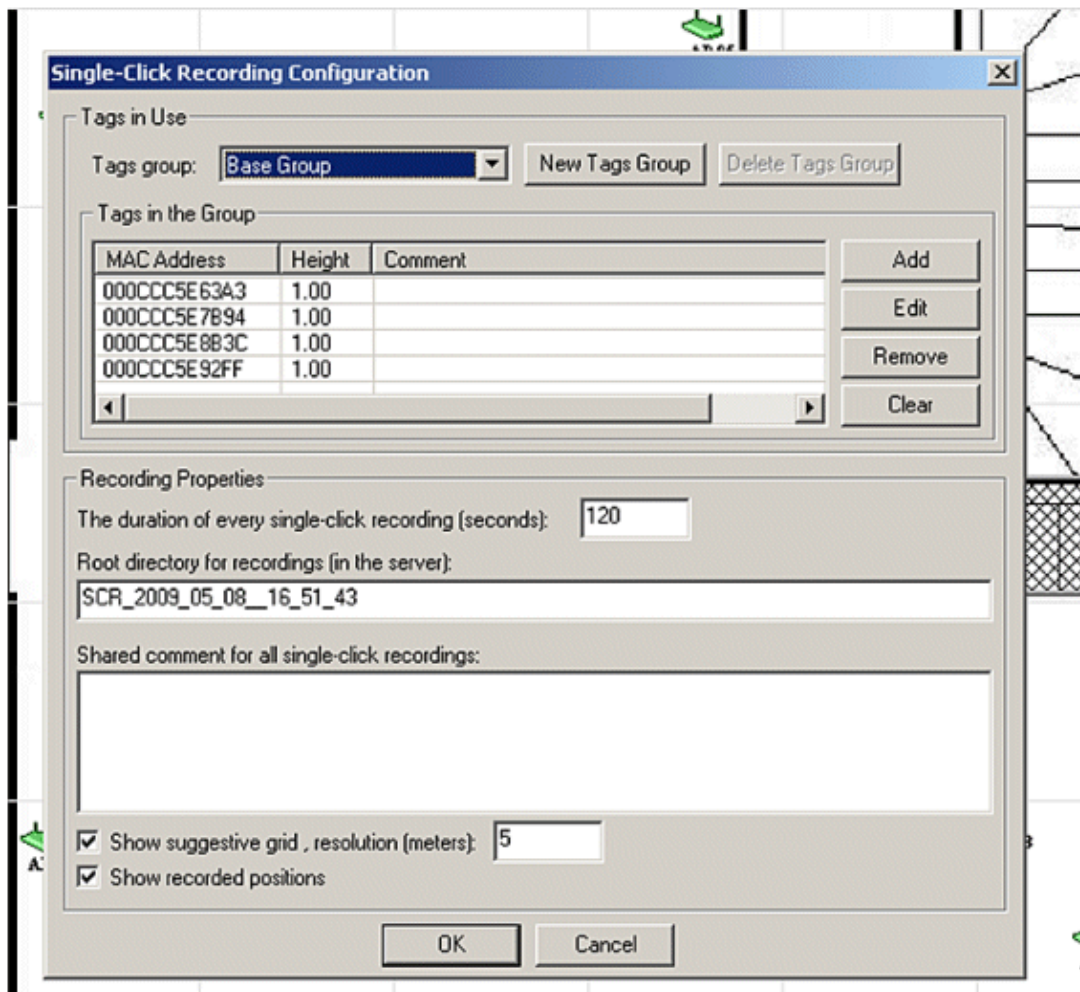 Single-Click Recording Configuration
Tags in Use
Tags group: Base Group New Tags Group Delete Tags Group
Tags in the Group
MAC Address Height Comment
000CCC5E63A3 1.00
000CCC5E7B94 1.00
000CCC5E8B3C 1.00
000CCC5E92FF 1.00
Add
Edit
Remove
Clear
Recording Properties
The duration of every single-click recording (seconds): 120
Root directory for recordings (in the server):
SCR_2009_05_08__16_51_43
Shared comment for all single-click recordings:
Show suggestive grid , resolution (meters): 5
Show recorded positions
OK Cancel